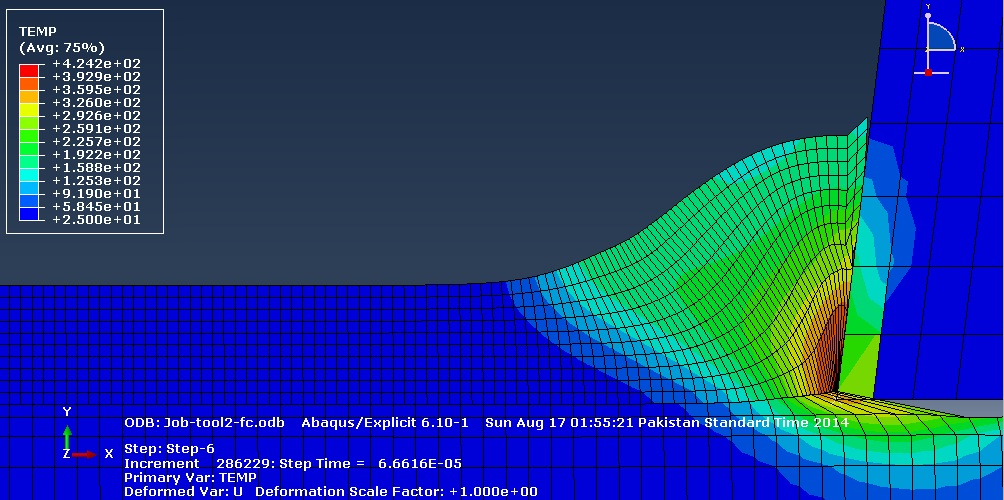 TEMP
(Avg: 75%)
+4.242e+02
+3.929e+02
+3.595e+02
+3.260e+02
+2.926e+02
+2.591e+02
+2.257e+02
+1.922e+02
+1.588e+02
+1.253e+02
+9.190e+01
+5.845e+01
+2.500e+01
Y
X
Y
Z X
ODB: Job-tool2-fc.odb Abaqus/Explicit 6.10-1 Sun Aug 17 01:55:21 Pakistan Standard Time 2014
Step: Step-6
Increment 286229: Step Time = 6.6616E-05
Primary Var: TEMP
Deformed Var: U Deformation Scale Factor: +1.000e+00